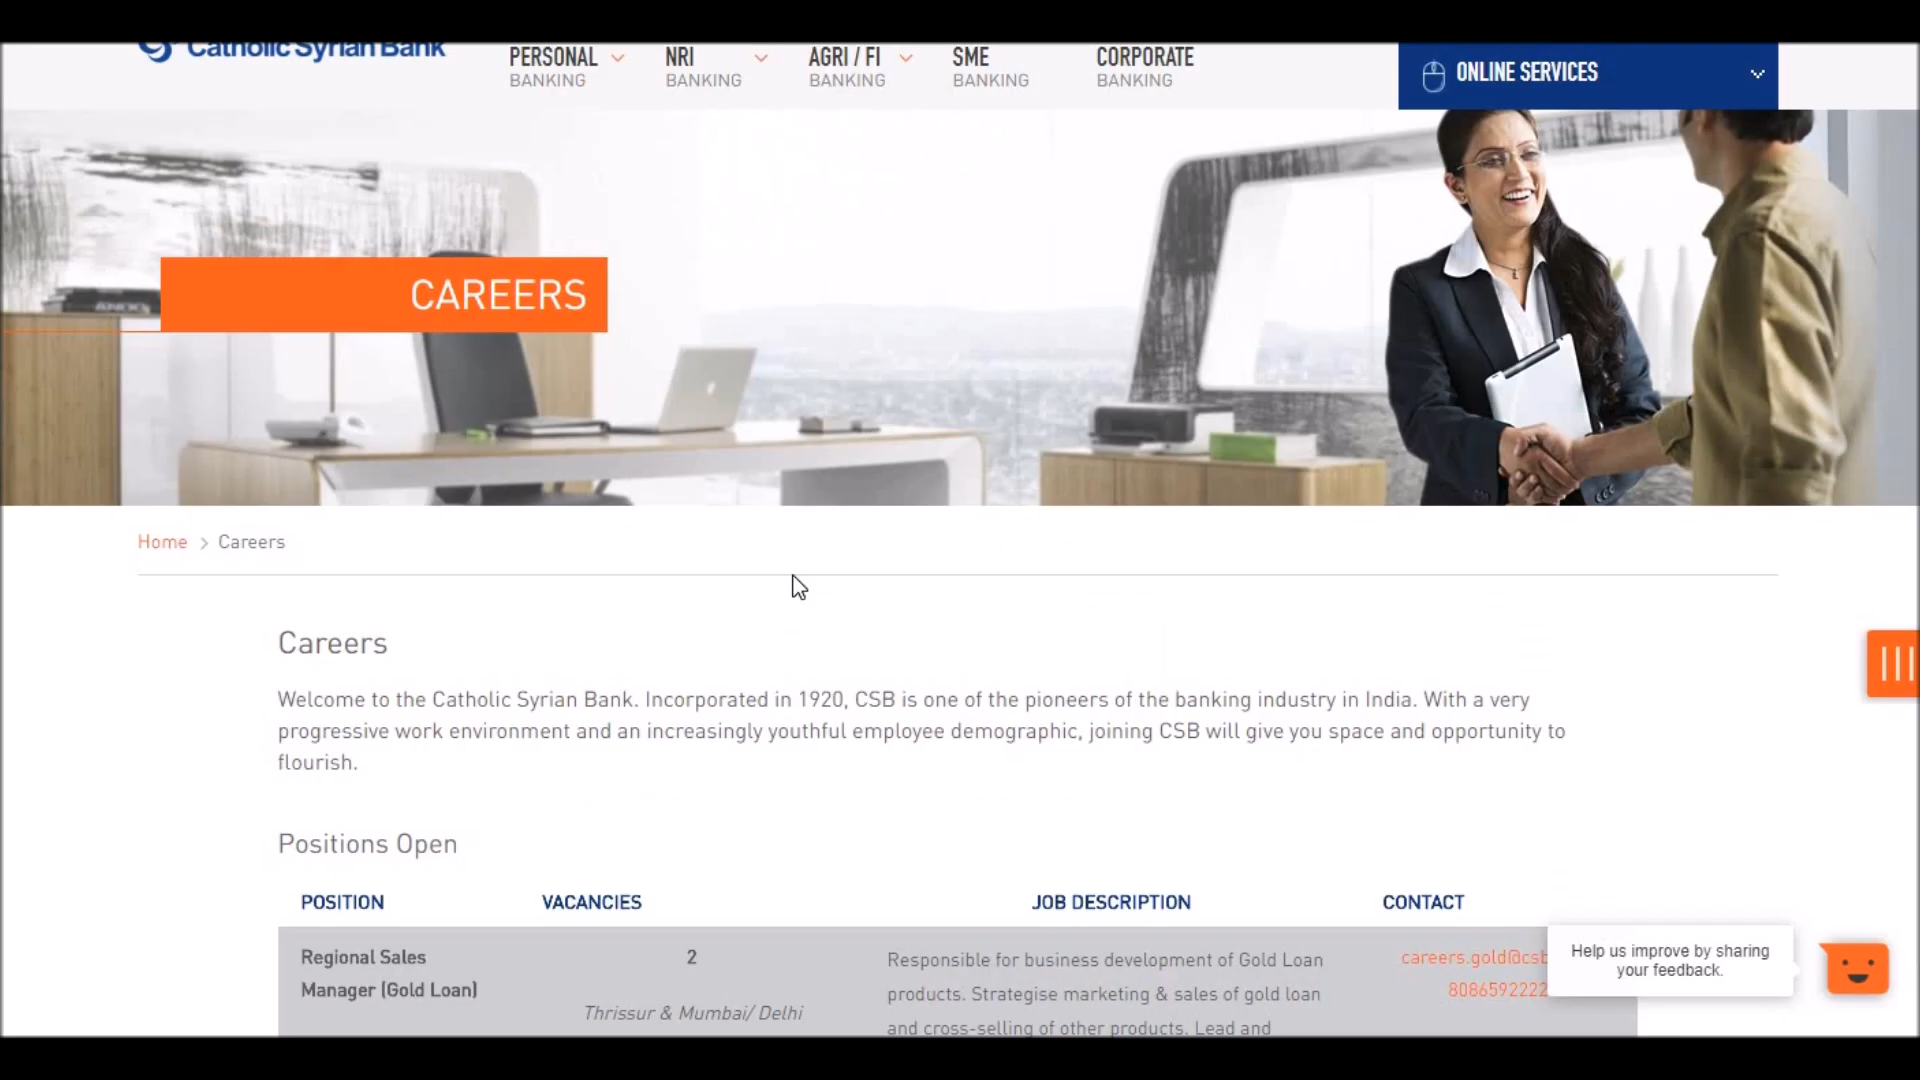 Catholic Syrian Bank
PERSONAL
BANKING
NRI
BANKING
AGRI / FI
BANKING
SME
BANKING
CORPORATE
BANKING
ONLINE SERVICES
CAREERS
Home > Careers
Careers
Welcome to the Catholic Syrian Bank. Incorporated in 1920, CSB is one of the pioneers of the banking industry in India. With a very
progressive work environment and an increasingly youthful employee demographic, joining CSB will give you space and opportunity to
flourish.
Positions Open
POSITION VACANCIES JOB DESCRIPTION CONTACT
Regional Sales
Manager (Gold Loan)
2
Thrissur & Mumbai/ Delhi
Responsible for business development of Gold Loan
products. Strategise marketing & sales of gold loan
and cross-selling of other products. Lead and
careers.gold@csb
8086592222
Help us improve by sharing
your feedback.